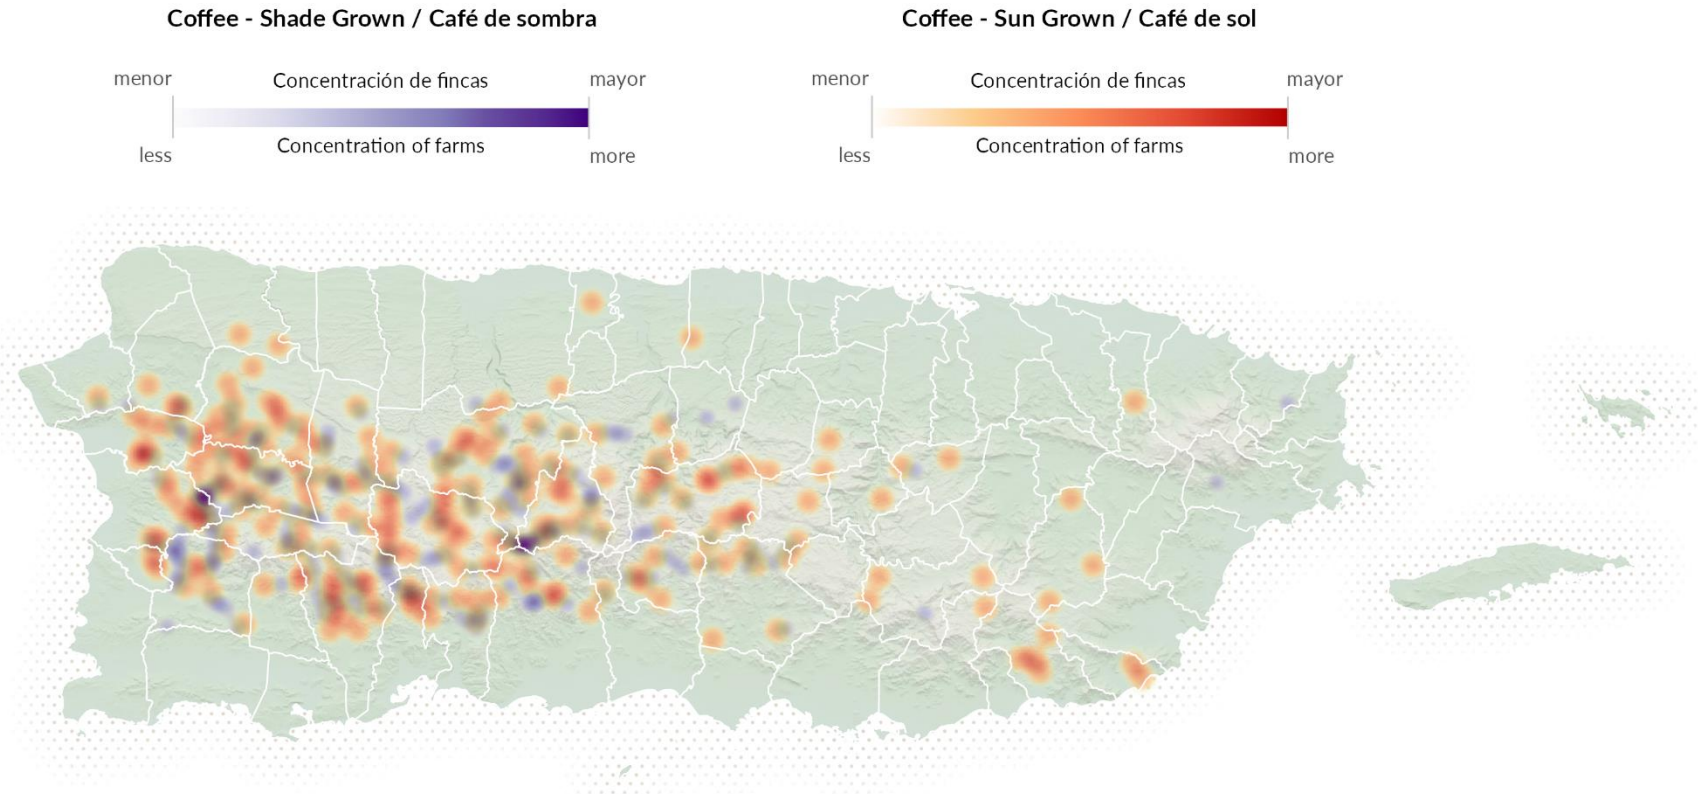 Coffee - Shade Grown / Café de sombra
menor Concentración de fincas mayor
less Concentration of farms more
Coffee - Sun Grown / Café de sol
menor Concentración de fincas mayor
less Concentration of farms more